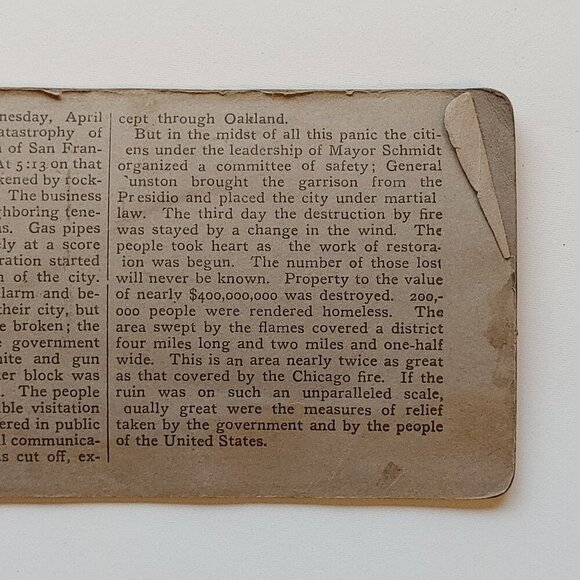 nesday, April
atastrophy of
n of San Fran-
At 5:13 on that
kened by rock-
. The business
ghboring tene-
s. Gas pipes
ely at a score
ration started
n of the city.
larm and be-
their city, but
e broken; the
e government
nite and gun
er block was
. The people
ible visitation
ered in public
l communica-
s cut off, ex-
cept through Oakland.
But in the midst of all this panic the citi-
ens under the leadership of Mayor Schmidt
organized a committee of safety; General
unston brought the garrison from the
Presidio and placed the city under martial
law. The third day the destruction by fire
was stayed by a change in the wind. The
people took heart as the work of restora-
ion was begun. The number of those lost
will never be known. Property to the value
of nearly $400,000,000 was destroyed. 200,-
000 people were rendered homeless. The
area swept by the flames covered a district
four miles long and two miles and one-half
wide. This is an area nearly twice as great
as that covered by the Chicago fire. If the
ruin was on such an unparalleled scale,
qually great were the measures of relief
taken by the government and by the people
of the United States.